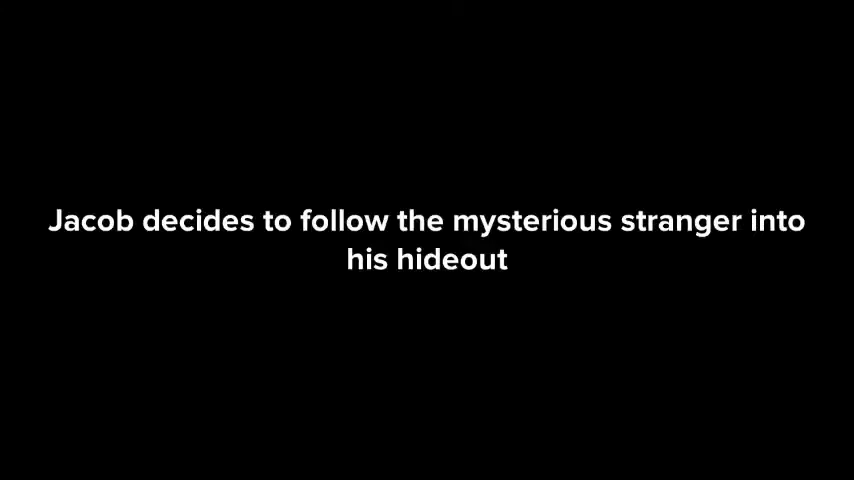 Jacob decides to follow the mysterious stranger into
his hideout